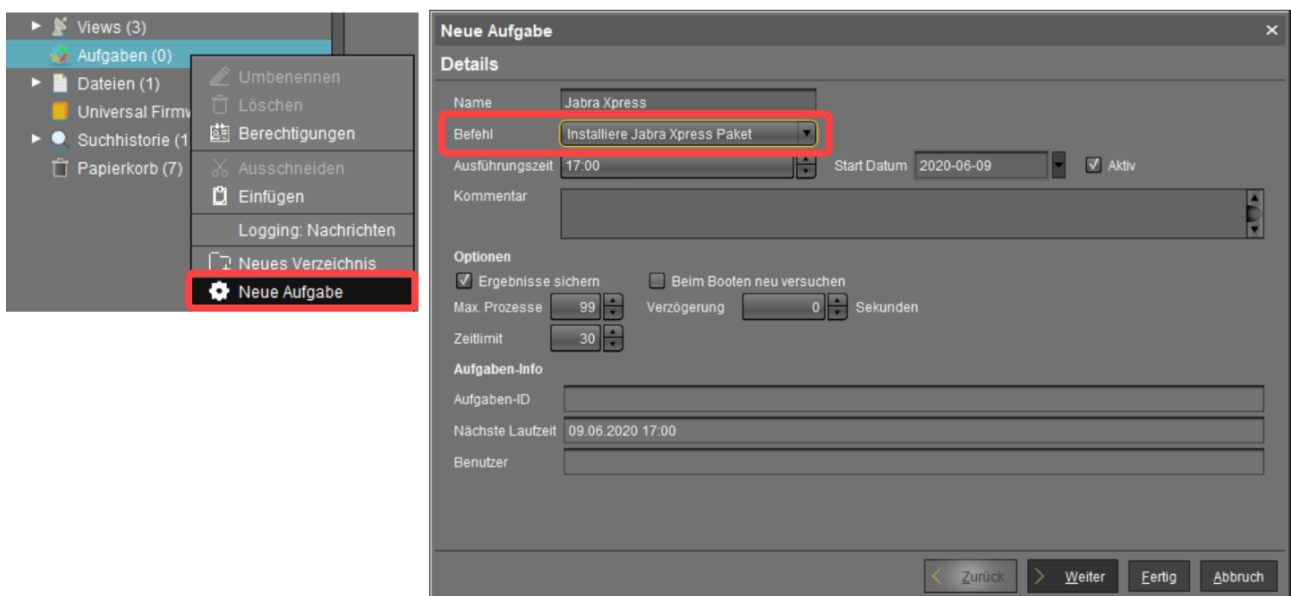 Views (3)
Aufgaben (0)
Dateien (1)
Universal Firmw
Suchhistorie (1
Papierkorb (7)
Umbenennen
Löschen
Berechtigungen
Ausschneiden
Einfügen
Logging: Nachrichten
Neues Verzeichnis
Neue Aufgabe
Neue Aufgabe
Details
Name Jabra Xpress
Befehl Installiere Jabra Xpress Paket
Ausführungszeit 17:00 Start Datum 2020-06-09 Aktiv
Kommentar
Optionen
Ergebnisse sichern Beim Booten neu versuchen
Max. Prozesse 99 Verzögerung 0 Sekunden
Zeitlimit 30
Aufgaben-Info
Aufgaben-ID
Nächste Laufzeit 09.06.2020 17:00
Benutzer
Zurück Weiter Fertig Abbruch